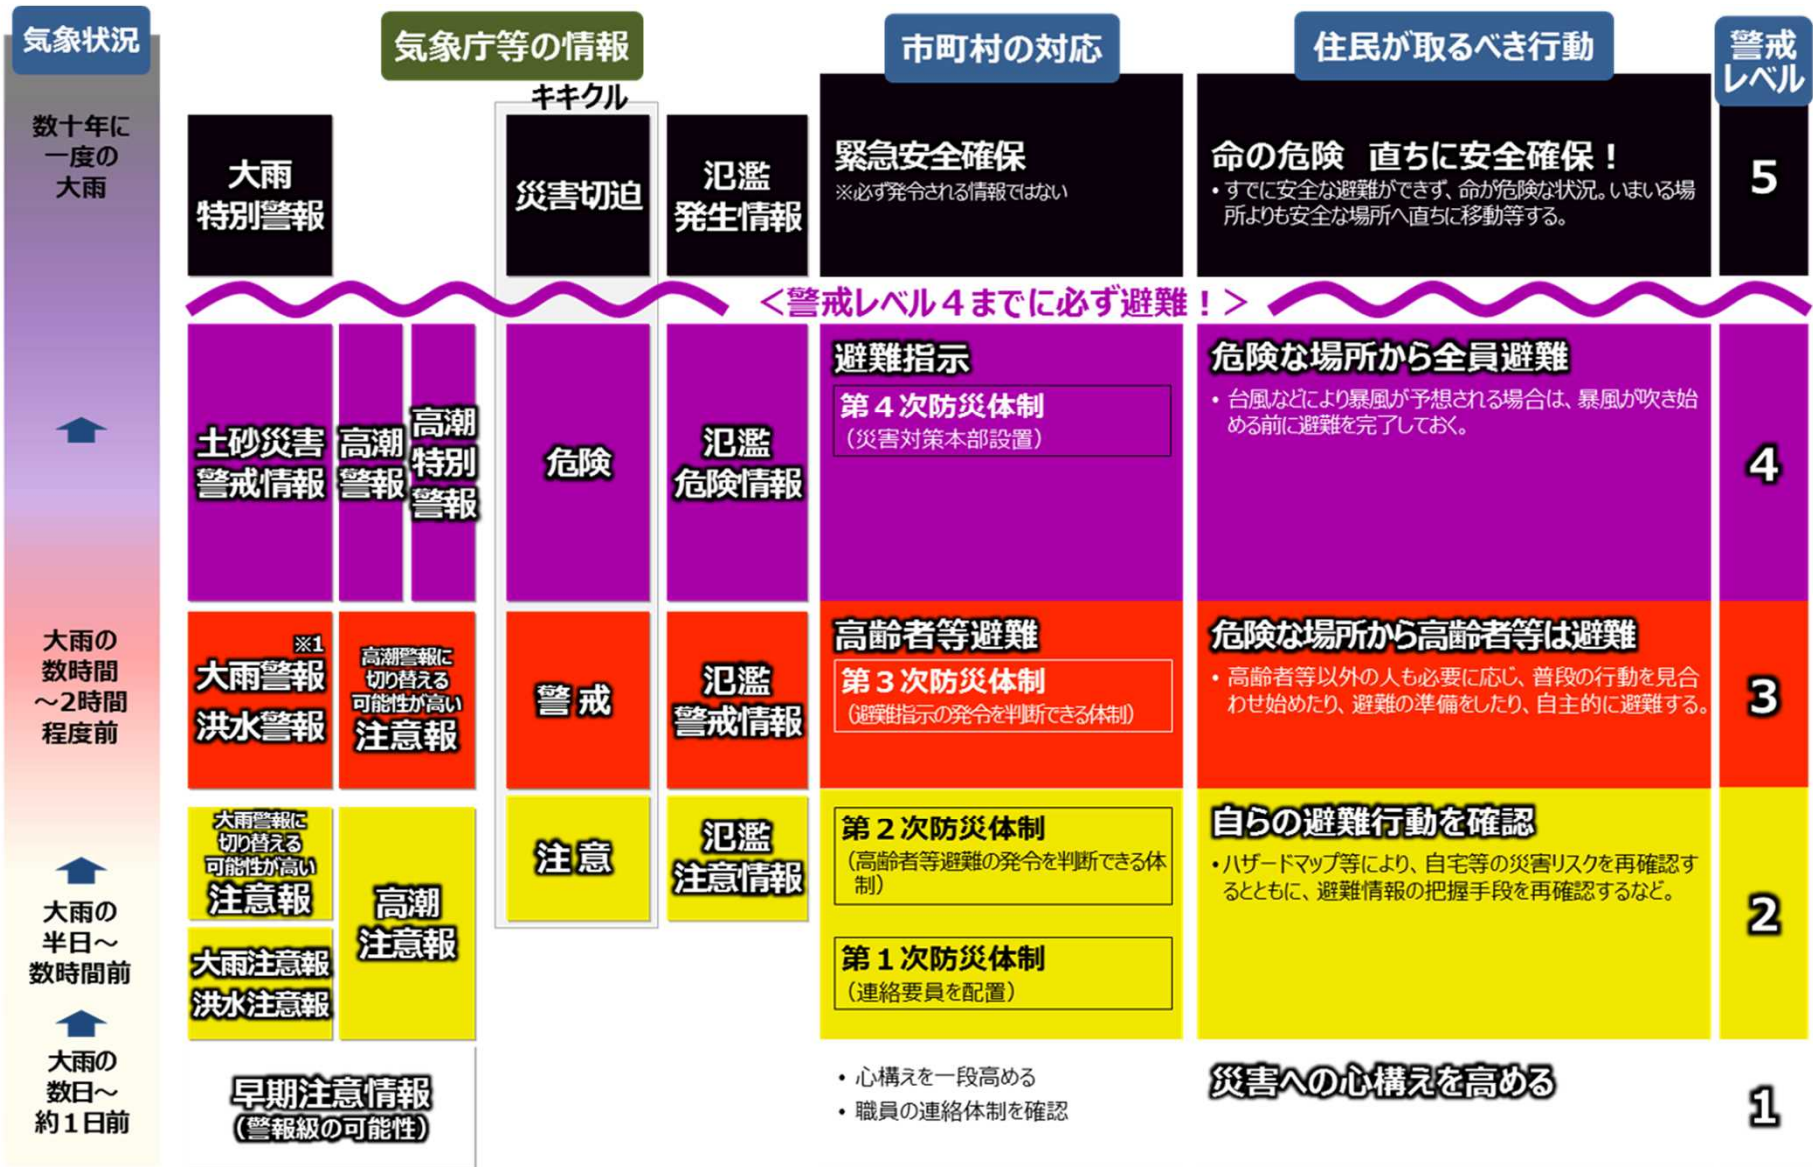 気象状況
気象庁等の情報
市町村の対応
住民が取るべき行動
警戒
レベル
キキクル
数十年に
一度の
大雨
大雨
特別警報
災害切迫
氾濫
発生情報
緊急安全確保
※必ず発令される情報ではない
命の危険 直ちに安全確保！
・すでに安全な避難ができず、命が危険な状況。いまいる場
所よりも安全な場所へ直ちに移動等する。
5
＜警戒レベル４までに必ず避難！＞
土砂災害
警戒情報
高潮
警報
高潮
特別
警報
危険
氾濫
危険情報
避難指示
第４次防災体制
（災害対策本部設置）
危険な場所から全員避難
・台風などにより暴風が予想される場合は、暴風が吹き始
める前に避難を完了しておく。
4
大雨の
数時間
～2時間
程度前
※1
大雨警報
洪水警報
高潮警報に
切り替える
可能性が高い
注意報
警戒
氾濫
警戒情報
高齢者等避難
第３次防災体制
（避難指示の発令を判断できる体制）
危険な場所から高齢者等は避難
・高齢者等以外の人も必要に応じ、普段の行動を見合
わせ始めたり、避難の準備をしたり、自主的に避難する。
3
大雨の
半日～
数時間前
大雨警報に
切り替える
可能性が高い
注意報
大雨注意報
洪水注意報
高潮
注意報
注意
氾濫
注意情報
第２次防災体制
（高齢者等避難の発令を判断できる体
制）
第１次防災体制
（連絡要員を配置）
自らの避難行動を確認
・ハザードマップ等により、自宅等の災害リスクを再確認す
るとともに、避難情報の把握手段を再確認するなど。
2
大雨の
数日～
約１日前
早期注意情報
（警報級の可能性）
・心構えを一段高める
・職員の連絡体制を確認
災害への心構えを高める
1